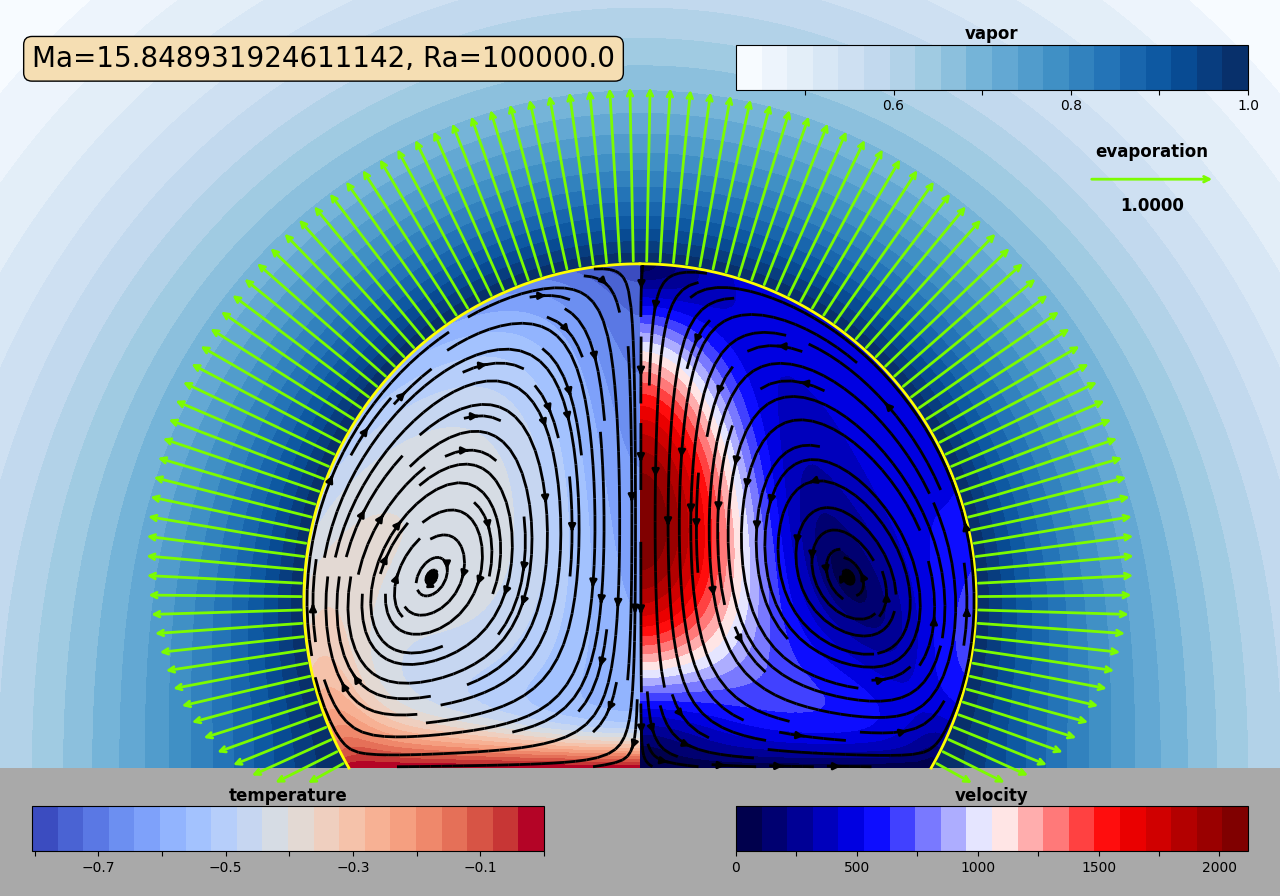 Ma=15.848931924611142, Ra=100000.0
vapor
0.6 0.8 1.0
evaporation
1.0000
temperature
−0.7 −0.5 −0.3 −0.1
velocity
0 500 1000 1500 2000